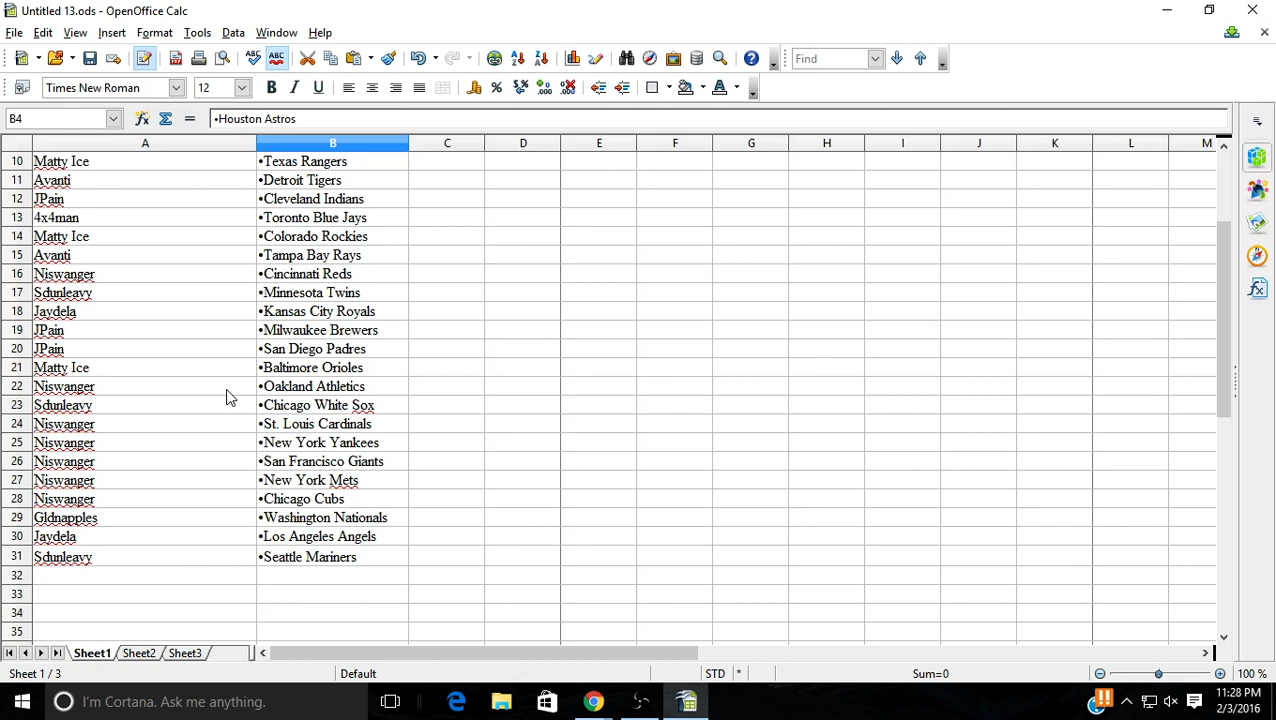 Untitled 13.ods - OpenOffice Calc
File Edit View Insert Format Tools Data Window Help
Find
Times New Roman 12
B4 •Houston Astros
A B C D E F G H I J K L M
10 Matty Ice •Texas Rangers
11 Avanti •Detroit Tigers
12 JPain •Cleveland Indians
13 4x4man •Toronto Blue Jays
14 Matty Ice •Colorado Rockies
15 Avanti •Tampa Bay Rays
16 Niswanger •Cincinnati Reds
17 Sdunleavy •Minnesota Twins
18 Jaydela •Kansas City Royals
19 JPain •Milwaukee Brewers
20 JPain •San Diego Padres
21 Matty Ice •Baltimore Orioles
22 Niswanger •Oakland Athletics
23 Sdunleavy •Chicago White Sox
24 Niswanger •St. Louis Cardinals
25 Niswanger •New York Yankees
26 Niswanger •San Francisco Giants
27 Niswanger •New York Mets
28 Niswanger •Chicago Cubs
29 Gldnapples •Washington Nationals
30 Jaydela •Los Angeles Angels
31 Sdunleavy •Seattle Mariners
32
33
34
35
Sheet1 Sheet2 Sheet3
Sheet 1 / 3 Default STD * Sum=0 100 %
I'm Cortana. Ask me anything. 11:28 PM
2/3/2016